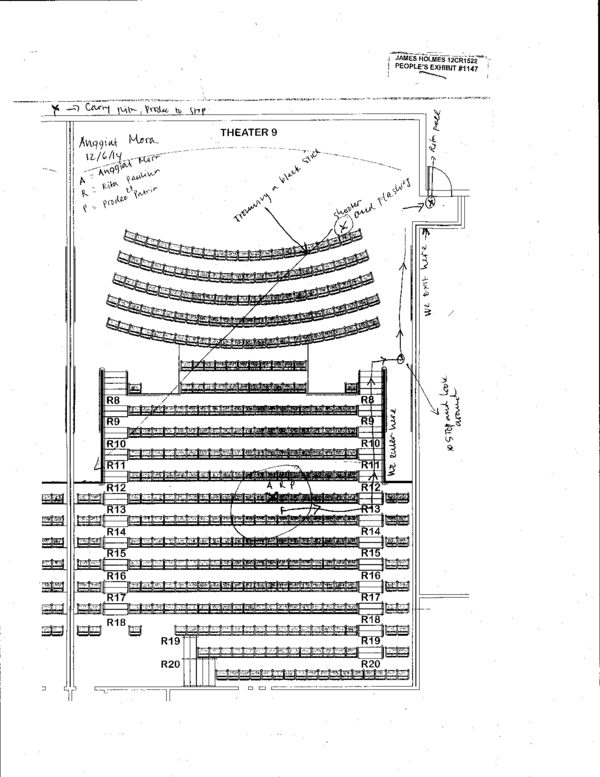 JAMES HOLMES 12CR1522
PEOPLE'S EXHIBIT #1147
x → Carry Rita, Prodeo to stop
THEATER 9
Anggiat Mora
12/6/14
A = Anggiat Mora
R = Rita Paulina
P = Prodeo et Patria
Throwing a black stick
shooter and flashing
X
→ Rita fall
x
We exit here
x stop and look around
We enter here
R8
R8
R9
R9
R10
R10
R11
R11
A R P
R12
R12
R13
R13
R14
R14
R15
R15
R16
R16
R17
R17
R18
R18
R19
R19
R20
R20